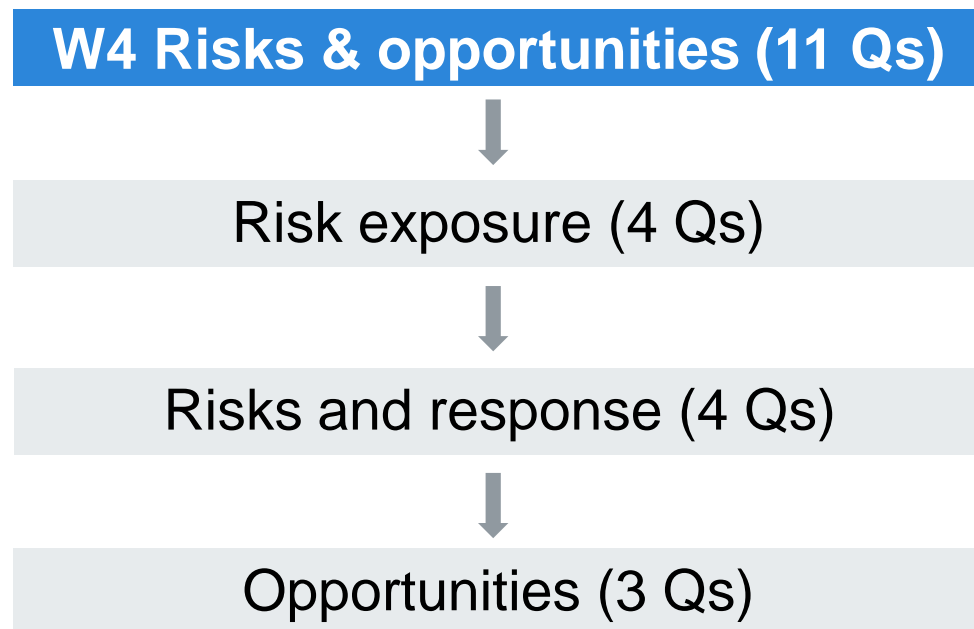 W4 Risks & opportunities (11 Qs)
Risk exposure (4 Qs)
Risks and response (4 Qs)
Opportunities (3 Qs)